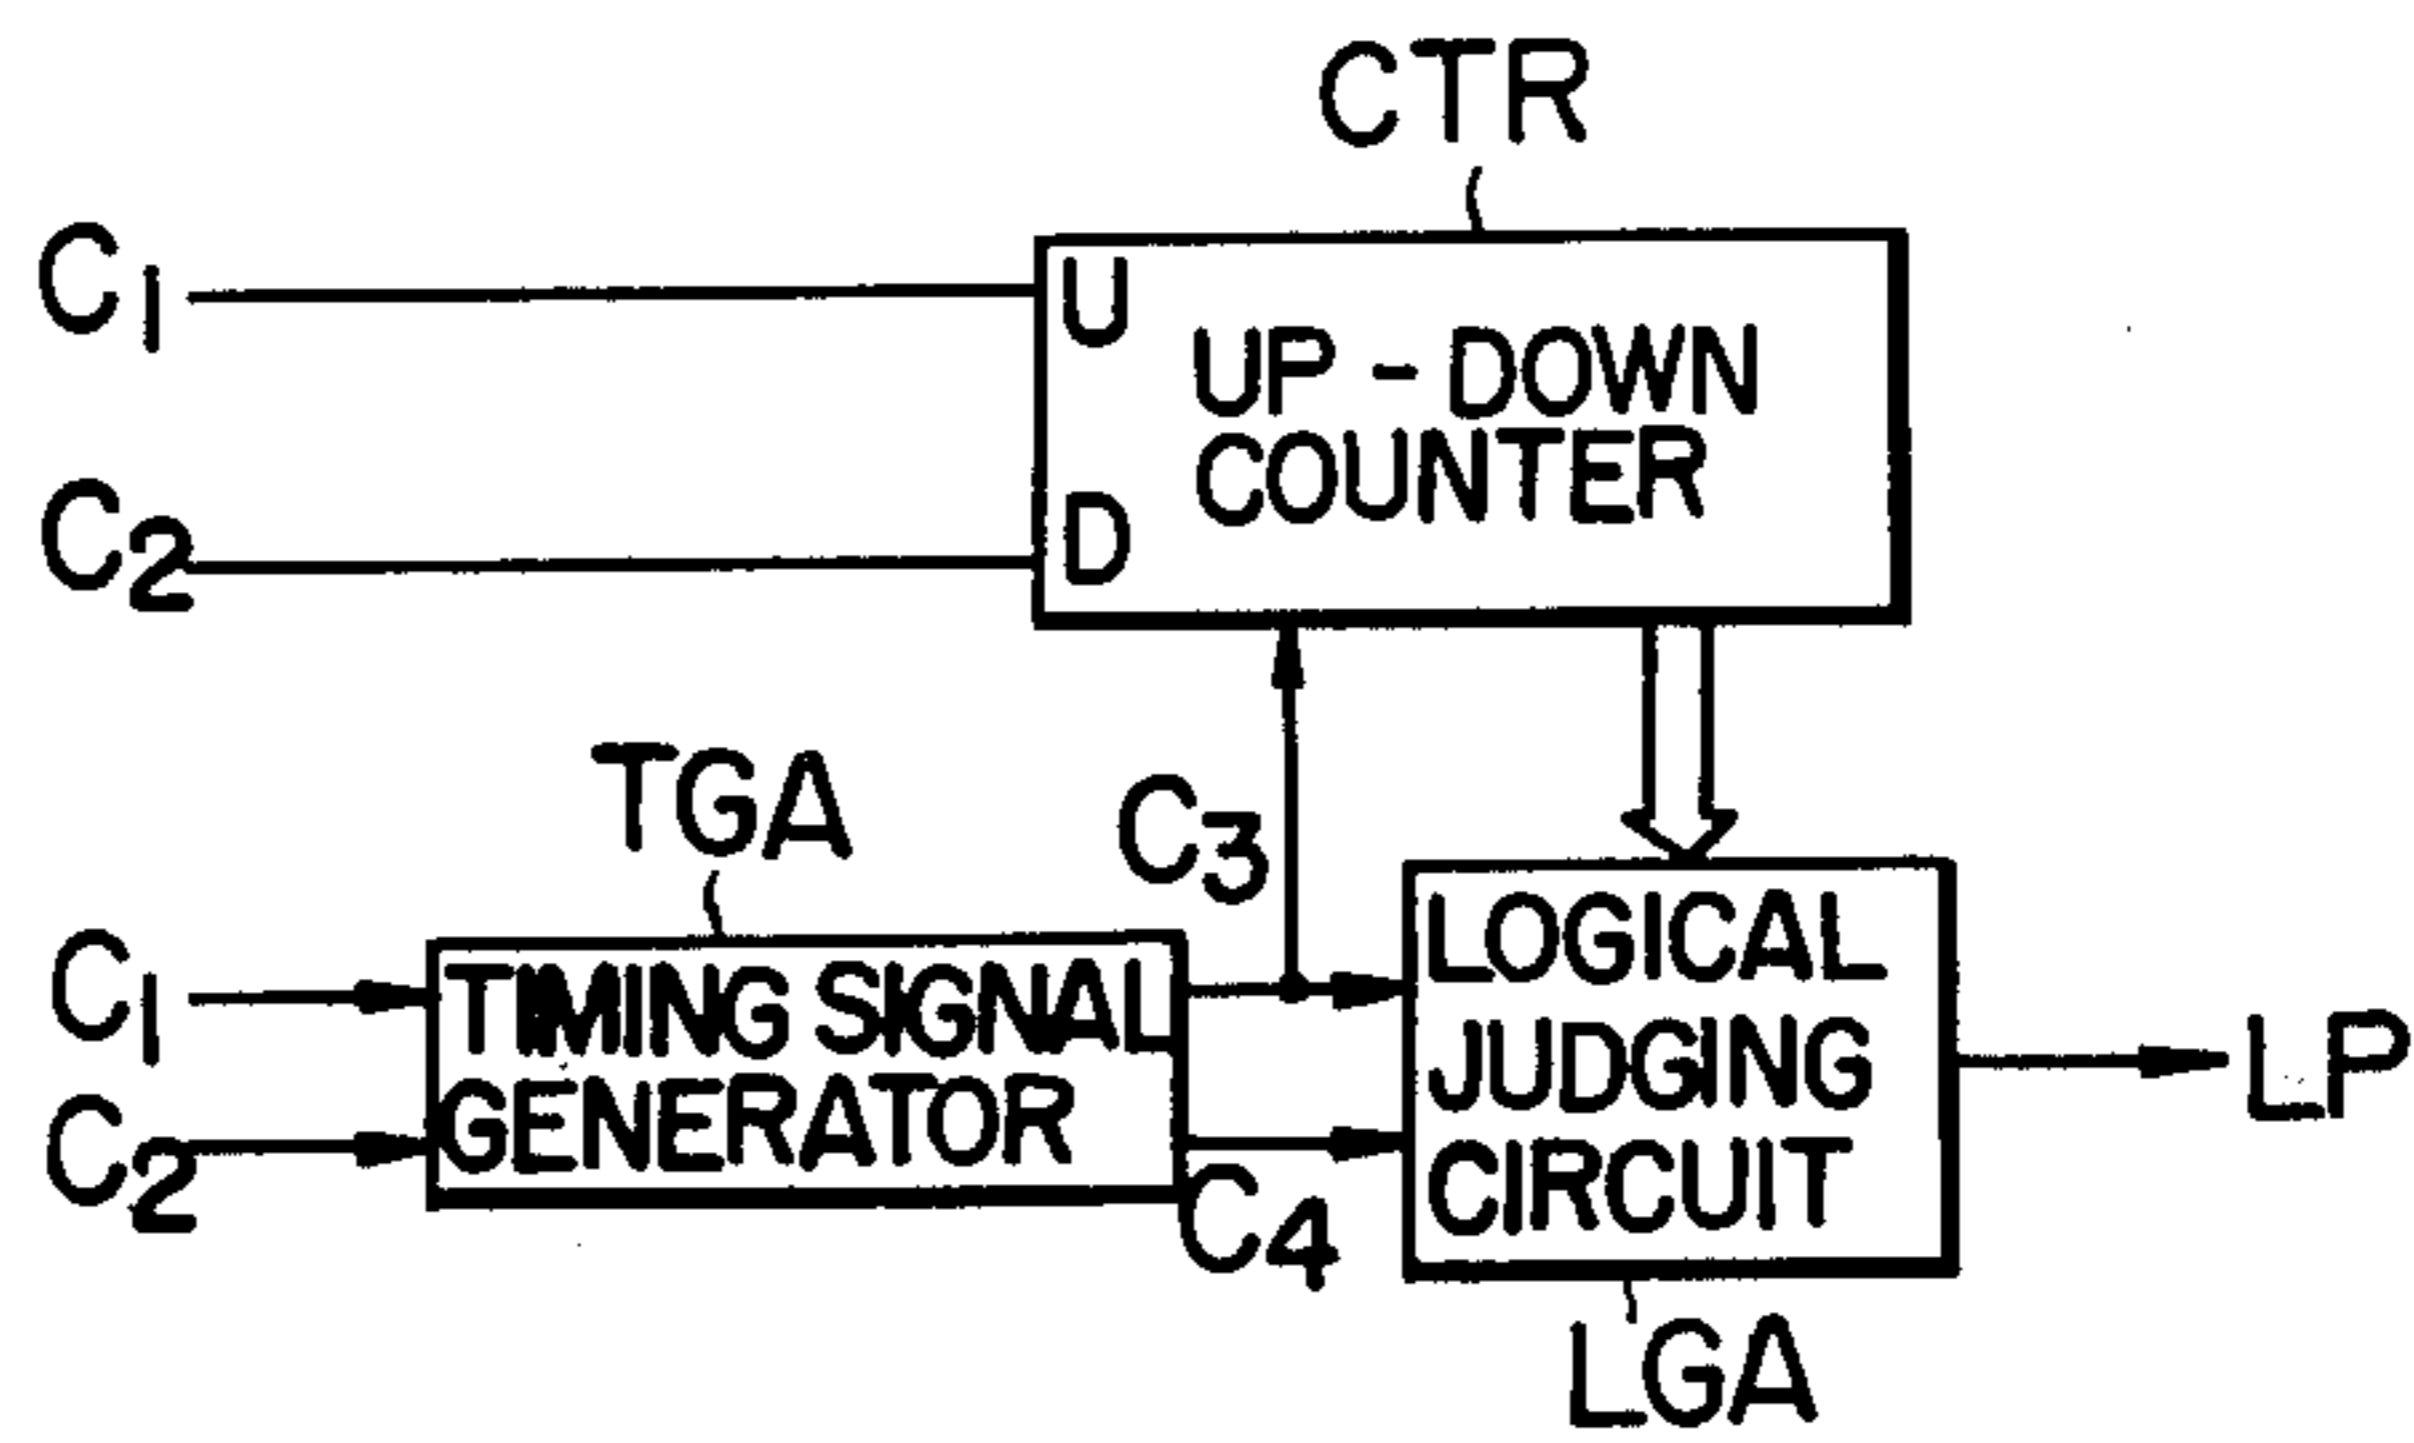 CTR
C1
U
UP-DOWN
COUNTER
C2
D
TGA
C3
C1
TIMING SIGNAL
GENERATOR
C2
C4
LOGICAL
JUDGING
CIRCUIT
LP
LGA